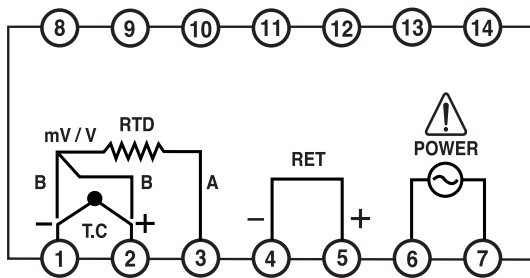 8 9 10 11 12 13 14
RTD
mV / V
POWER
RET
B B A
− + − +
T.C
1 2 3 4 5 6 7